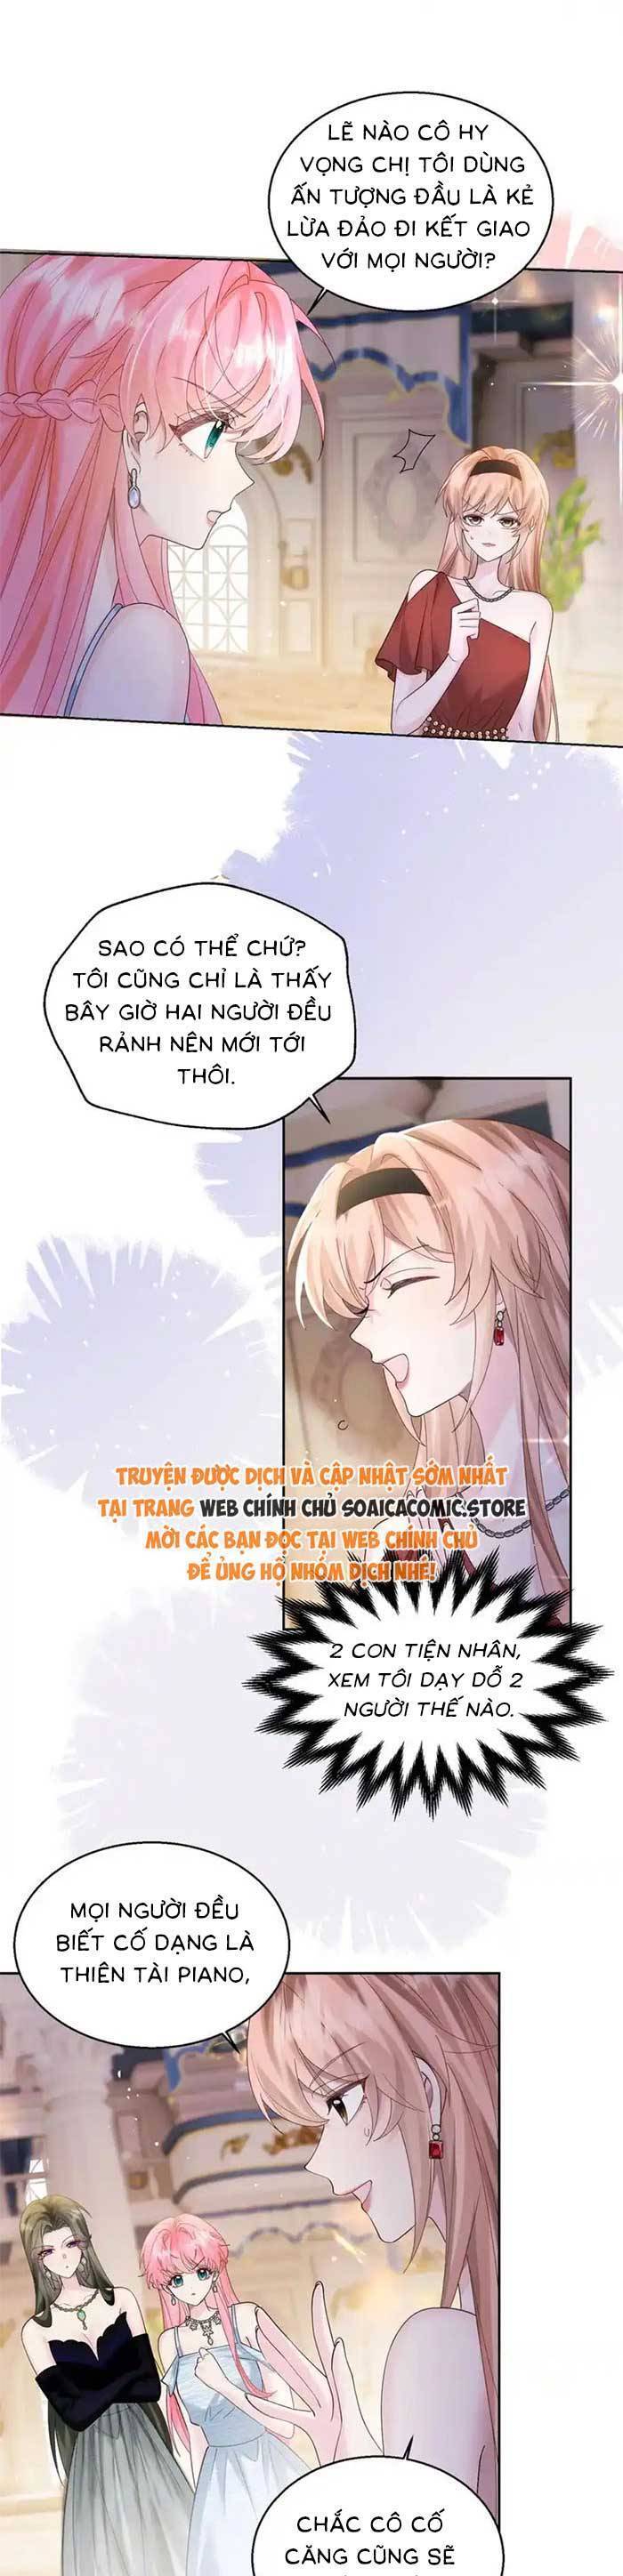 LẼ NÀO CÔ HY
VỌNG CHỊ TÔI DÙNG
ẤN TƯỢNG ĐẦU LÀ KẺ
LỪA ĐẢO ĐI KẾT GIAO
VỚI MỌI NGƯỜI?
SAO CÓ THỂ CHỨ?
TÔI CŨNG CHỈ LÀ THẤY
BÂY GIỜ HAI NGƯỜI ĐỀU
RẢNH NÊN MỚI TỚI
THÔI.
TRUYỆN ĐƯỢC DỊCH VÀ CẬP NHẬT SỚM NHẤT
TẠI TRANG WEB CHÍNH CHỦ SOAICACOMIC.STORE
MỜI CÁC BẠN ĐỌC TẠI WEB CHÍNH CHỦ
ĐỂ ỦNG HỘ NHÓM DỊCH NHÉ!
2 CON TIỆN NHÂN,
XEM TÔI DẠY DỖ 2
NGƯỜI THẾ NÀO.
MỌI NGƯỜI ĐỀU
BIẾT CỐ DẠNG LÀ
THIÊN TÀI PIANO,
CHẮC CÔ CỐ
CĂNG CŨNG SẼ